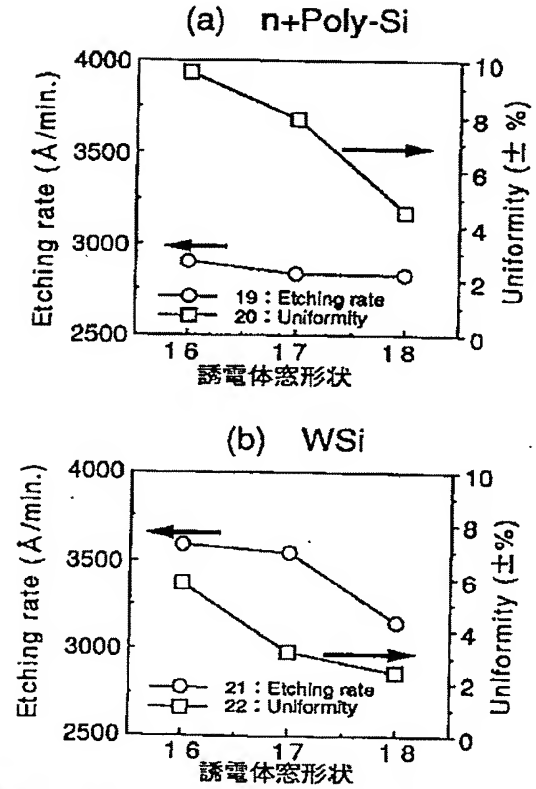 (a) n+Poly-Si
4000
3500
3000
2500
Etching rate (Å/min.)
10
8
6
4
2
0
Uniformity (± %)
19：Etching rate
20：Uniformity
16 17 18
誘電体窓形状
(b) WSi
4000
3500
3000
2500
Etching rate (Å/min.)
10
8
6
4
2
0
Uniformity (±%)
21：Etching rate
22：Uniformity
16 17 18
誘電体窓形状